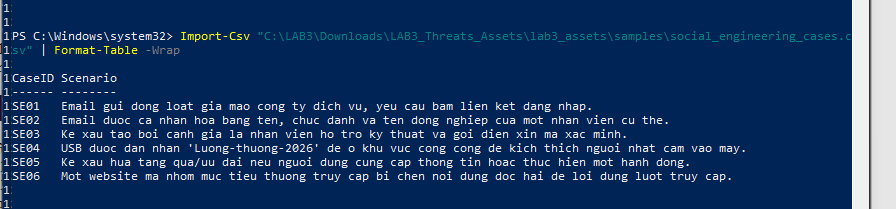 1
1
1PS C:\Windows\system32> Import-Csv "C:\LAB3\Downloads\LAB3_Threats_Assets\lab3_assets\samples\social_engineering_cases.c
1sv" | Format-Table -Wrap
1
1CaseID Scenario
1------ --------
1SE01 Email gui dong loat gia mao cong ty dich vu, yeu cau bam lien ket dang nhap.
1SE02 Email duoc ca nhan hoa bang ten, chuc danh va ten dong nghiep cua mot nhan vien cu the.
1SE03 Ke xau tao boi canh gia la nhan vien ho tro ky thuat va goi dien xin ma xac minh.
1SE04 USB duoc dan nhan 'Luong-thuong-2026' de o khu vuc cong cong de kich thich nguoi nhat cam vao may.
1SE05 Ke xau hua tang qua/uu dai neu nguoi dung cung cap thong tin hoac thuc hien mot hanh dong.
1SE06 Mot website ma nhom muc tieu thuong truy cap bi chen noi dung doc hai de loi dung luot truy cap.
1
1